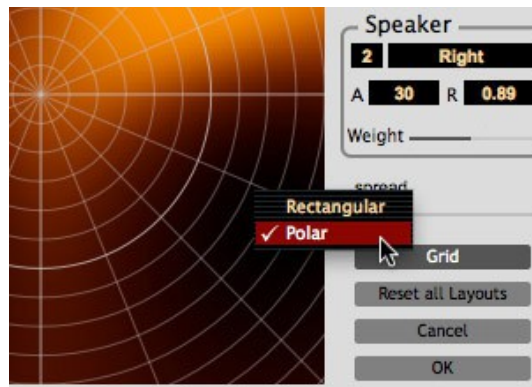 Speaker
2 Right
A 30 R 0.89
Weight
spread
Rectangular
✓ Polar
Grid
Reset all Layouts
Cancel
OK